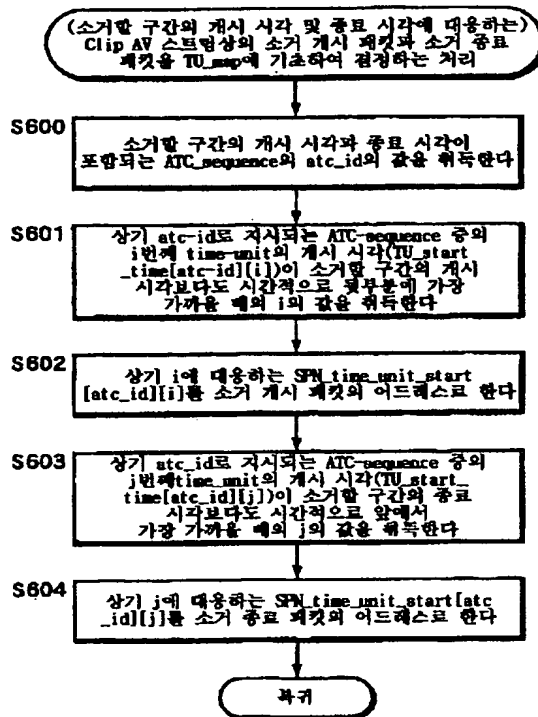 (소거할 구간의 개시 시각 및 종료 시각에 대응하는)
Clip AV 스트림상의 소거 개시 패킷과 소거 종료
패킷을 TU_map에 기초하여 결정하는 처리
S600
소거할 구간의 개시 시각과 종료 시각이
포함되는 ATC_sequence의 atc_id의 값을 취득한다
S601
상기 atc-id로 지시되는 ATC-sequence 중의
i번째 time-unit의 개시 시각(TU_start
_time[atc-id][i])이 소거할 구간의 개시
시각보다도 시간적으로 뒷부분에 가장
가까울 때의 i의 값을 취득한다
S602
상기 i에 대응하는 SPN_time_unit_start
[atc_id][i]를 소거 개시 패킷의 어드레스로 한다
S603
상기 atc_id로 지시되는 ATC-sequence 중의
j번째time_unit의 개시 시각(TU_start_
time[atc_id][j])이 소거할 구간의 종료
시각보다도 시간적으로 앞에서
가장 가까울 때의 j의 값을 취득한다
S604
상기 j에 대응하는 SPN_time_unit_start[atc
_id][j]를 소거 종료 패킷의 어드레스로 한다
복귀